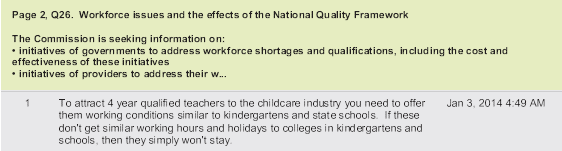 Page 2, Q26. Workforce issues and the effects of the National Quality Framework
The Commission is seeking information on:
• initiatives of governments to address workforce shortages and qualifications, including the cost and
effectiveness of these initiatives
• initiatives of providers to address their w...
1 To attract 4 year qualified teachers to the childcare industry you need to offer Jan 3, 2014 4:49 AM
them working conditions similar to kindergartens and state schools. If these
don't get similar working hours and holidays to colleges in kindergartens and
schools, then they simply won't stay.